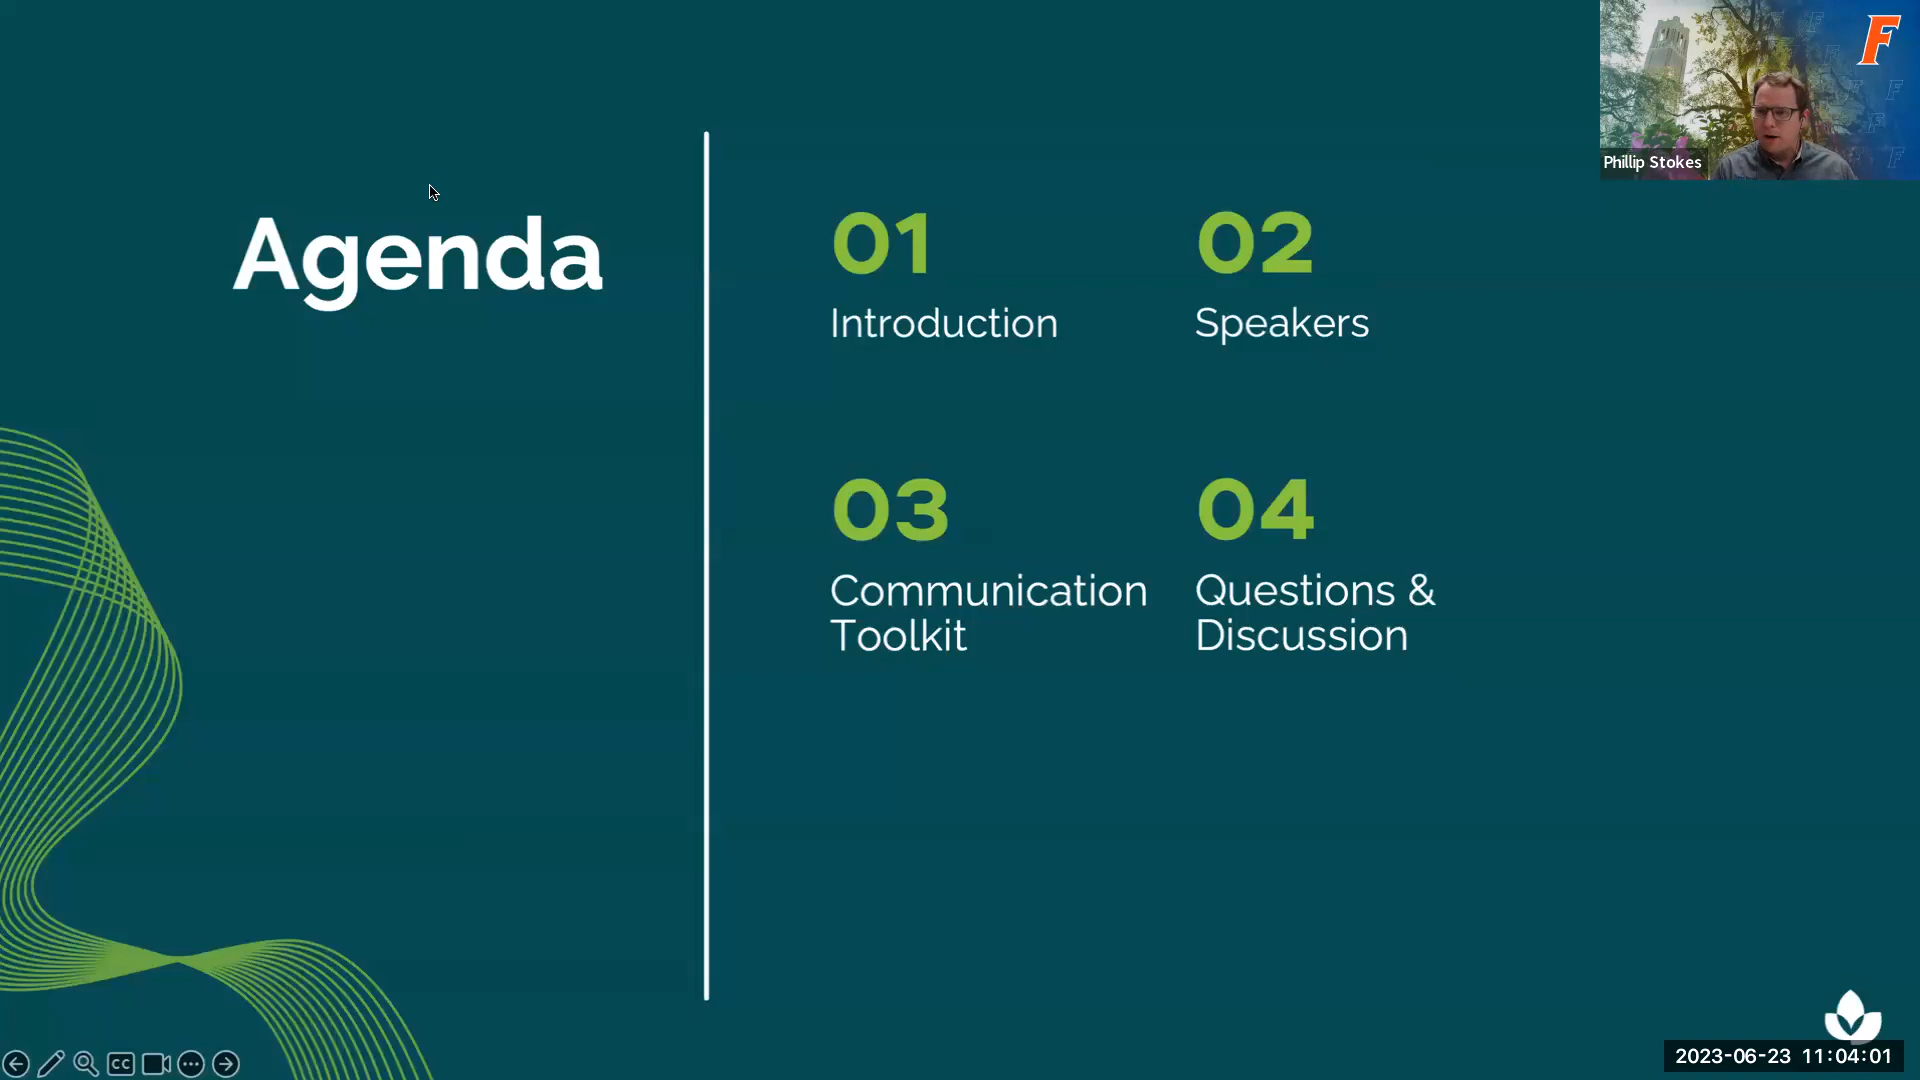 Agenda
01
Introduction
02
Speakers
03
Communication
Toolkit
04
Questions &
Discussion
F
Phillip Stokes
CC
2023-06-23 11:04:01